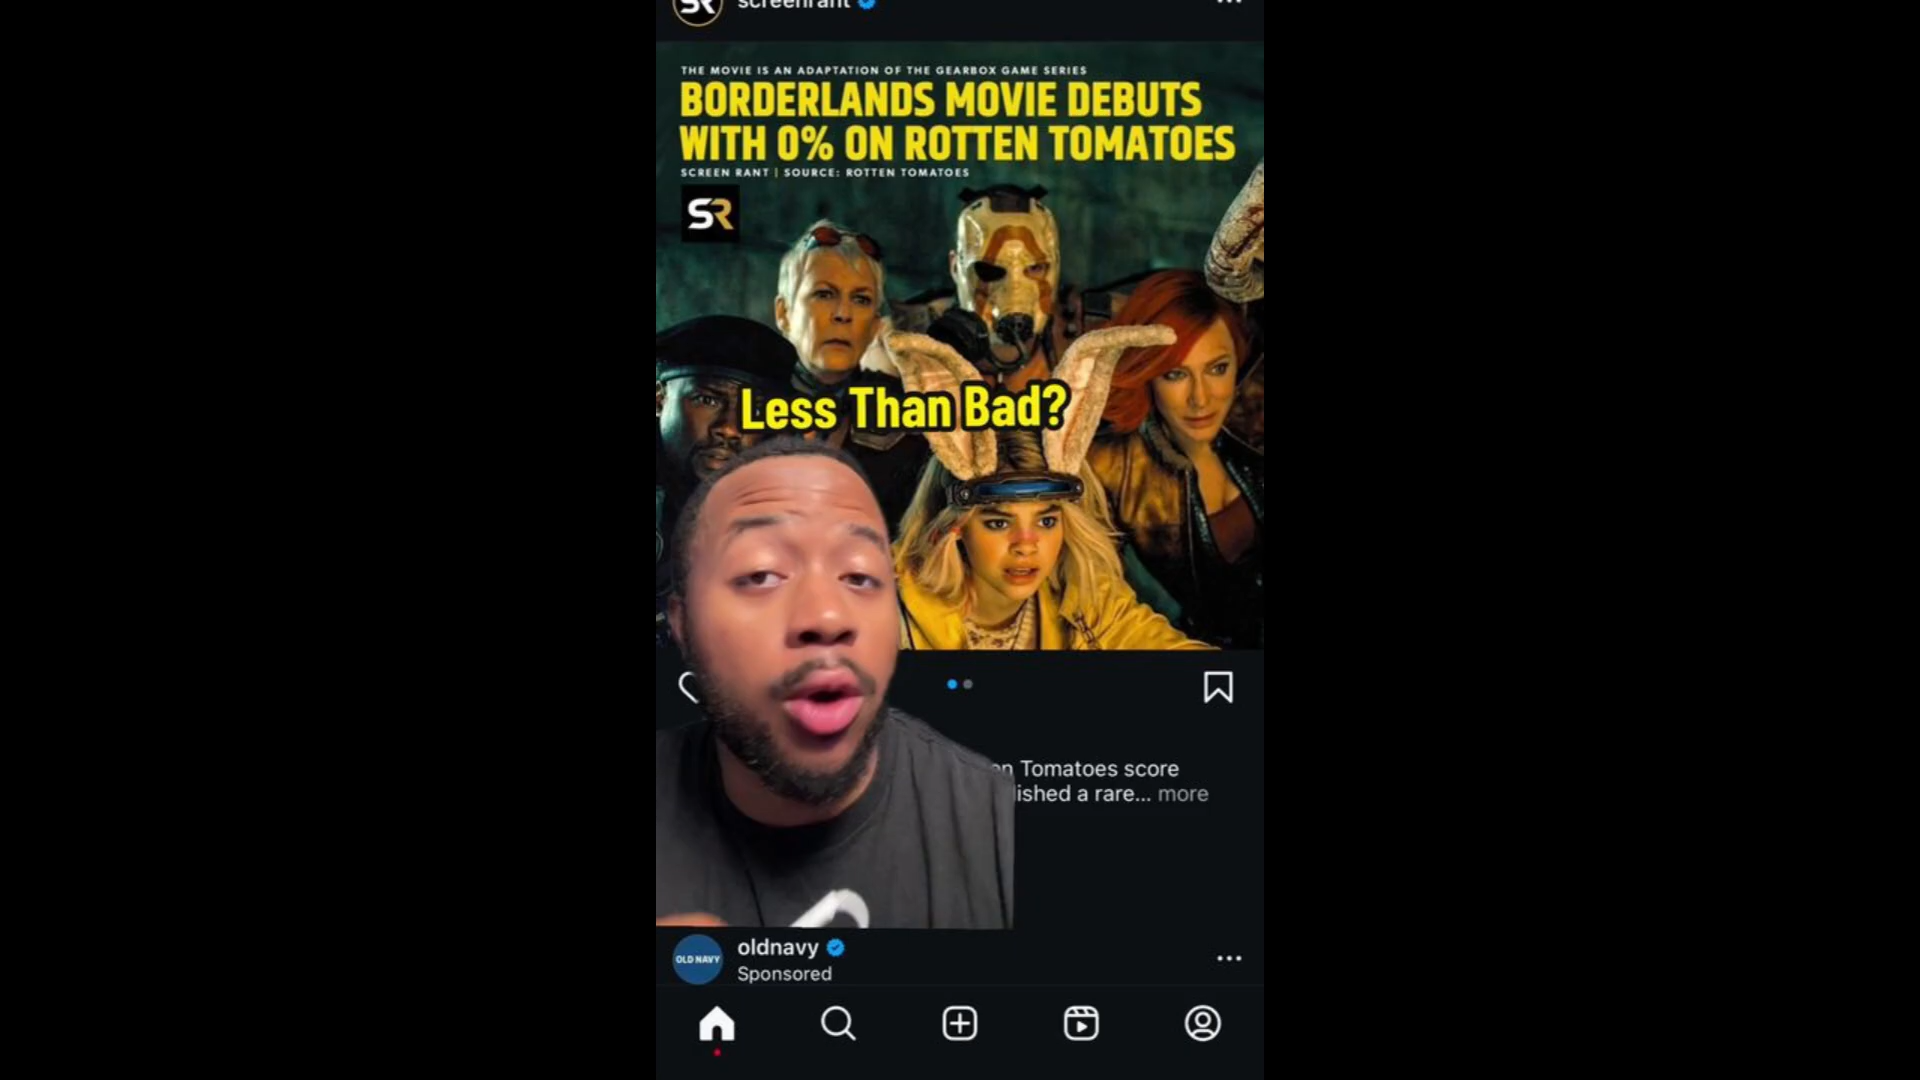 screenrant
THE MOVIE IS AN ADAPTATION OF THE GEARBOX GAME SERIES
BORDERLANDS MOVIE DEBUTS
WITH 0% ON ROTTEN TOMATOES
SCREEN RANT | SOURCE: ROTTEN TOMATOES
SR
Less Than Bad?
Tomatoes score
a rare... more
OLD NAVY
oldnavy
Sponsored